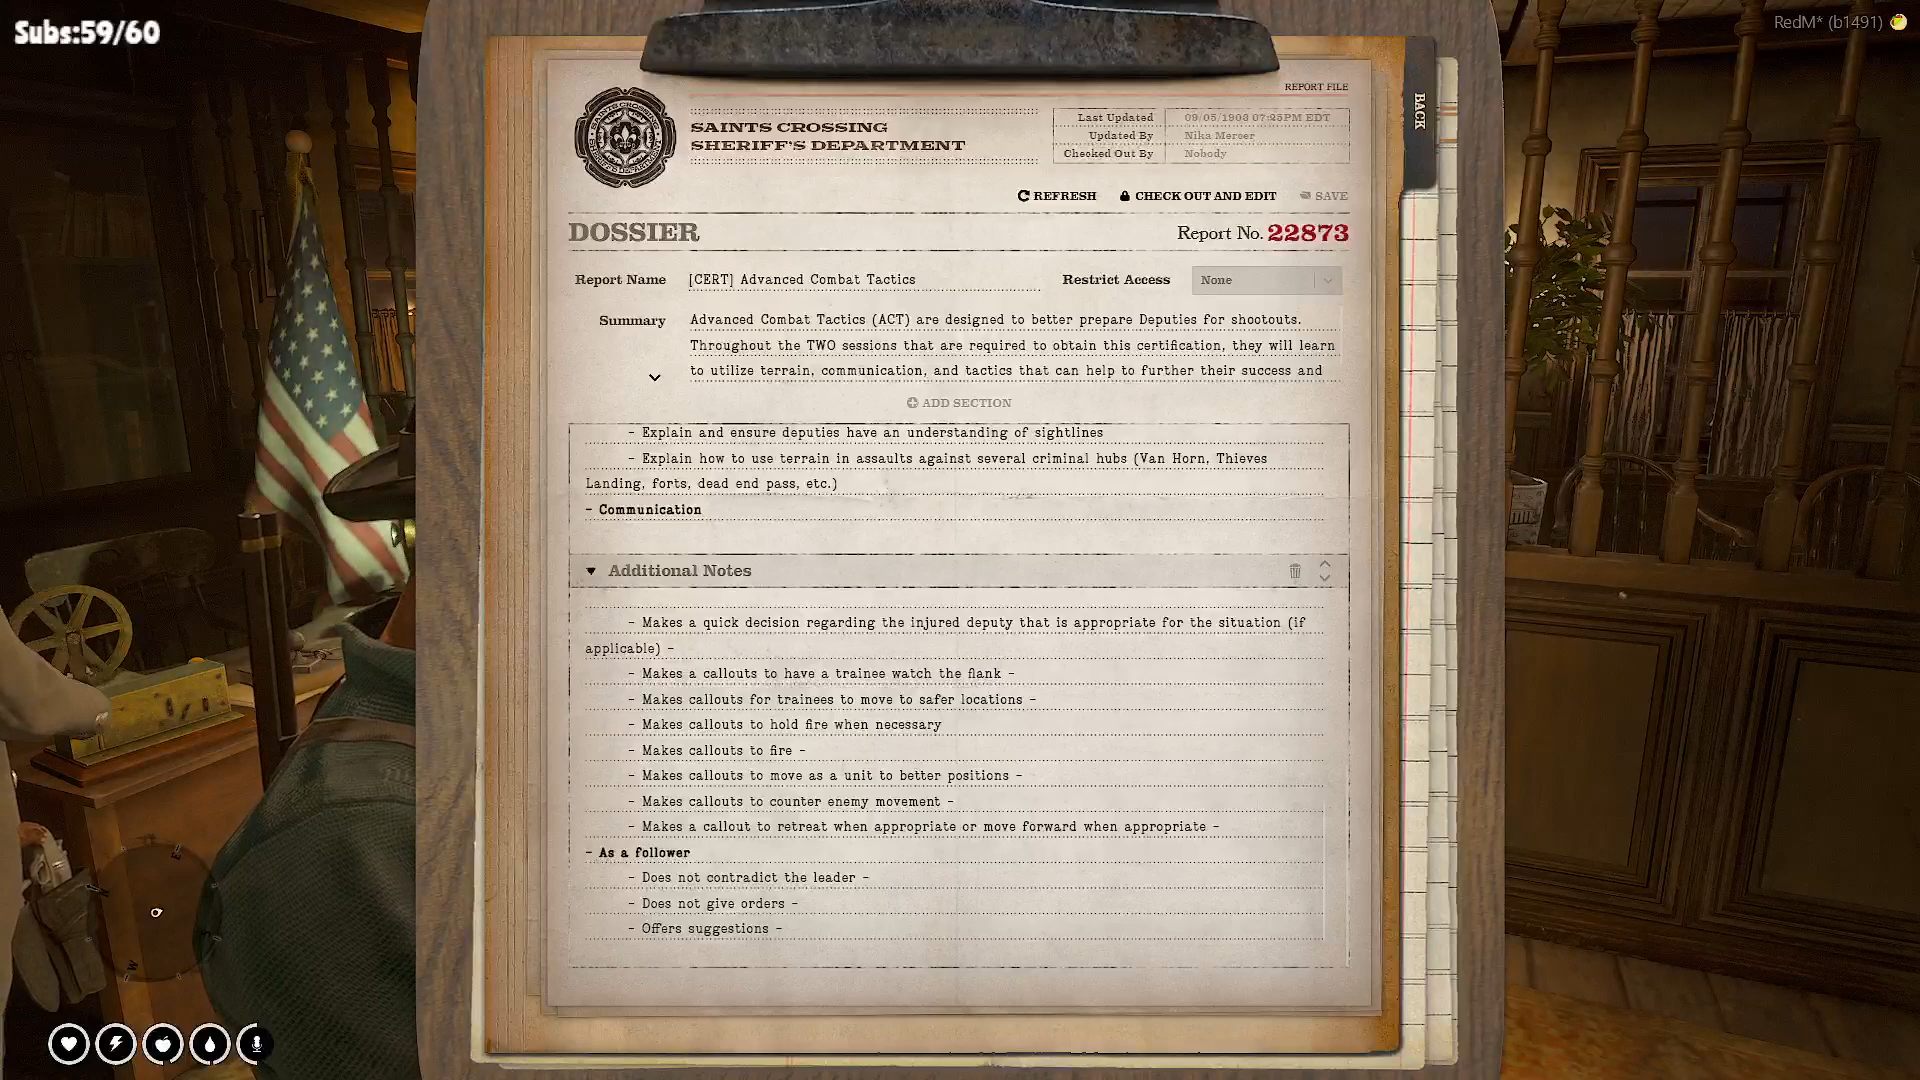 Subs:59/60
RedM* (b1491)
REPORT FILE
BACK
SAINTS CROSSING
SHERIFF'S DEPARTMENT
Last Updated 09/05/1903 07:25PM EDT
Updated By Nika Mercer
Checked Out By Nobody
REFRESH CHECK OUT AND EDIT SAVE
DOSSIER
Report No. 22873
Report Name [CERT] Advanced Combat Tactics
Restrict Access None
Summary Advanced Combat Tactics (ACT) are designed to better prepare Deputies for shootouts.
Throughout the TWO sessions that are required to obtain this certification, they will learn
to utilize terrain, communication, and tactics that can help to further their success and
ADD SECTION
- Explain and ensure deputies have an understanding of sightlines
- Explain how to use terrain in assaults against several criminal hubs (Van Horn, Thieves
Landing, forts, dead end pass, etc.)
- Communication
Additional Notes
- Makes a quick decision regarding the injured deputy that is appropriate for the situation (if
applicable) -
- Makes a callouts to have a trainee watch the flank -
- Makes callouts for trainees to move to safer locations -
- Makes callouts to hold fire when necessary
- Makes callouts to fire -
- Makes callouts to move as a unit to better positions -
- Makes callouts to counter enemy movement -
- Makes a callout to retreat when appropriate or move forward when appropriate -
- As a follower
- Does not contradict the leader -
- Does not give orders -
- Offers suggestions -